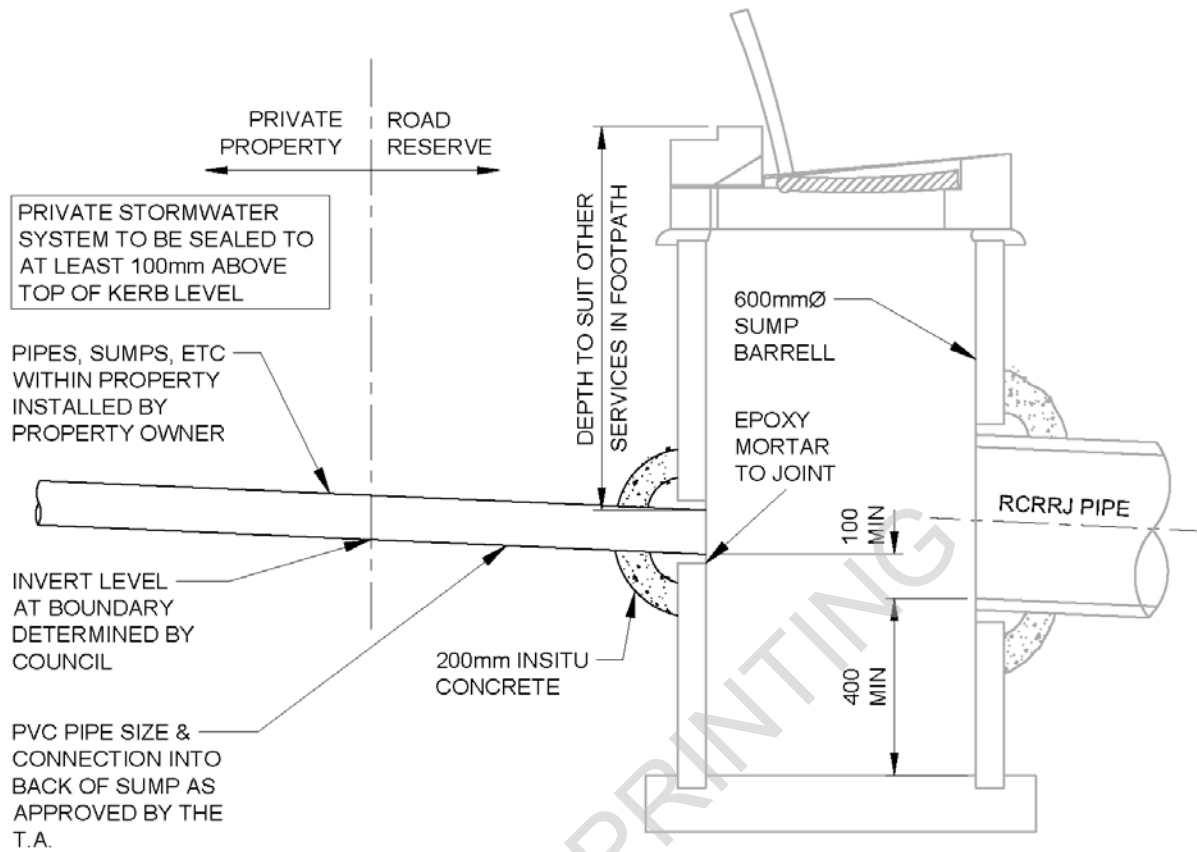 PRIVATE
PROPERTY
ROAD
RESERVE
PRIVATE STORMWATER
SYSTEM TO BE SEALED TO
AT LEAST 100mm ABOVE
TOP OF KERB LEVEL
PIPES, SUMPS, ETC
WITHIN PROPERTY
INSTALLED BY
PROPERTY OWNER
INVERT LEVEL
AT BOUNDARY
DETERMINED BY
COUNCIL
PVC PIPE SIZE &
CONNECTION INTO
BACK OF SUMP AS
APPROVED BY THE
T.A.
DEPTH TO SUIT OTHER
SERVICES IN FOOTPATH
200mm INSITU
CONCRETE
600mmØ
SUMP
BARRELL
EPOXY
MORTAR
TO JOINT
100
MIN
400
MIN
RCRRJ PIPE
PRINTING